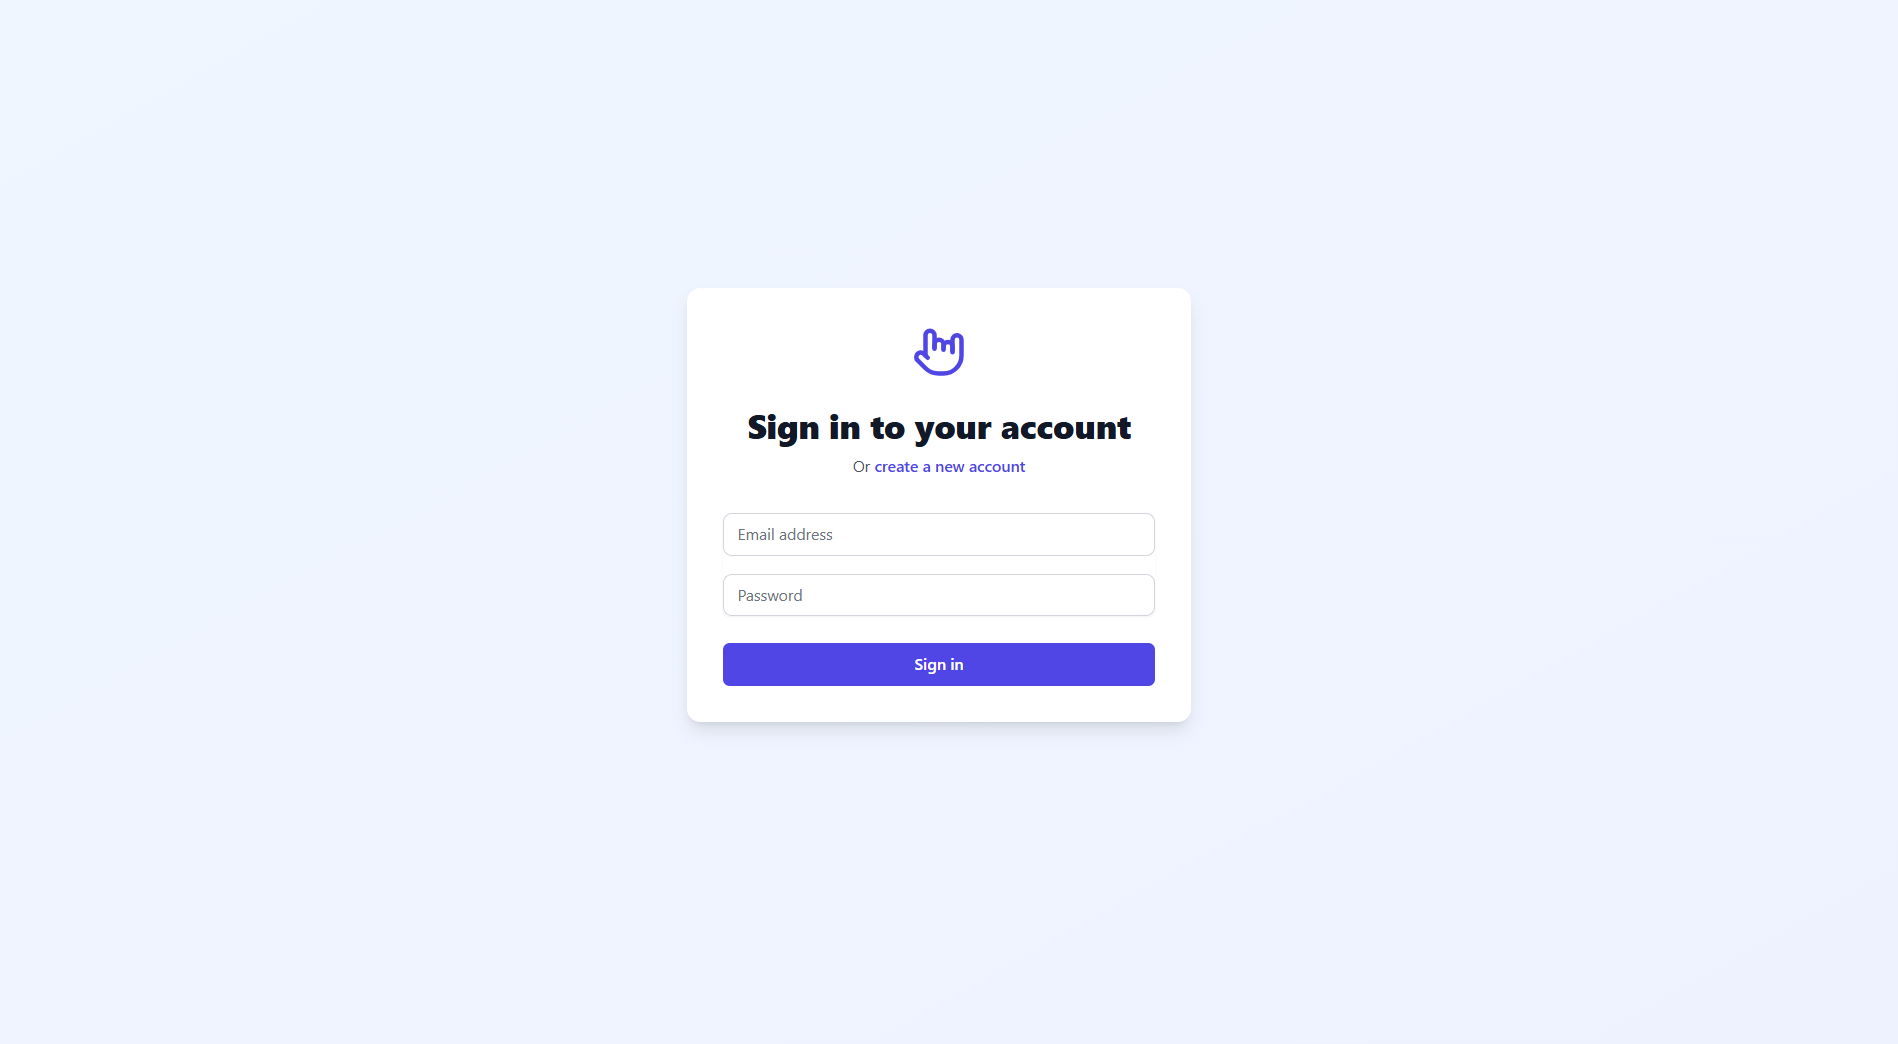 Sign in to your account
Or create a new account
Email address
Password
Sign in